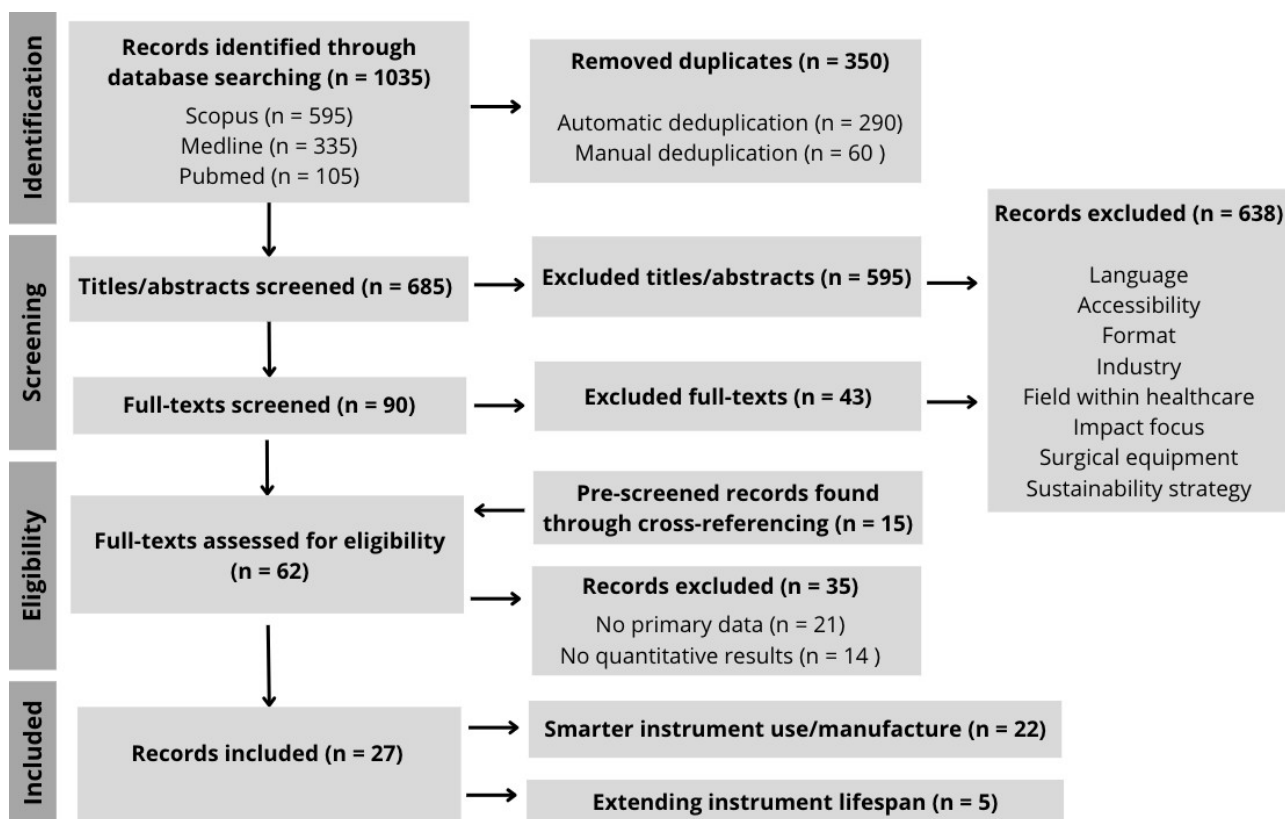 Identification
Records identified through
database searching (n = 1035)
Scopus (n = 595)
Medline (n = 335)
Pubmed (n = 105)
Removed duplicates (n = 350)
Automatic deduplication (n = 290)
Manual deduplication (n = 60 )
Records excluded (n = 638)
Language
Accessibility
Format
Industry
Field within healthcare
Impact focus
Surgical equipment
Sustainability strategy
Screening
Titles/abstracts screened (n = 685)
Excluded titles/abstracts (n = 595)
Full-texts screened (n = 90)
Excluded full-texts (n = 43)
Eligibility
Pre-screened records found
through cross-referencing (n = 15)
Full-texts assessed for eligibility
(n = 62)
Records excluded (n = 35)
No primary data (n = 21)
No quantitative results (n = 14 )
Included
Records included (n = 27)
Smarter instrument use/manufacture (n = 22)
Extending instrument lifespan (n = 5)